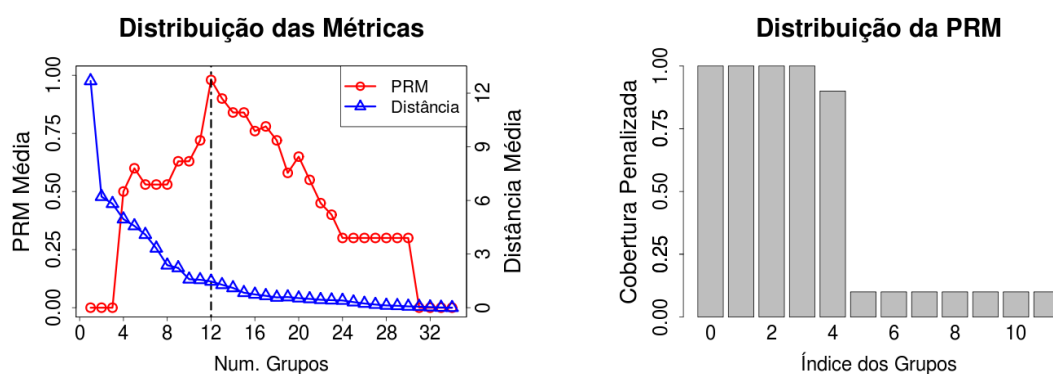 Distribuição das Métricas
PRM
Distância
PRM Média
0.00 0.25 0.50 0.75 1.00
Distância Média
0 3 6 9 12
0 4 8 12 16 20 24 28 32
Num. Grupos
Distribuição da PRM
Cobertura Penalizada
0.00 0.25 0.50 0.75 1.00
0 2 4 6 8 10
Índice dos Grupos